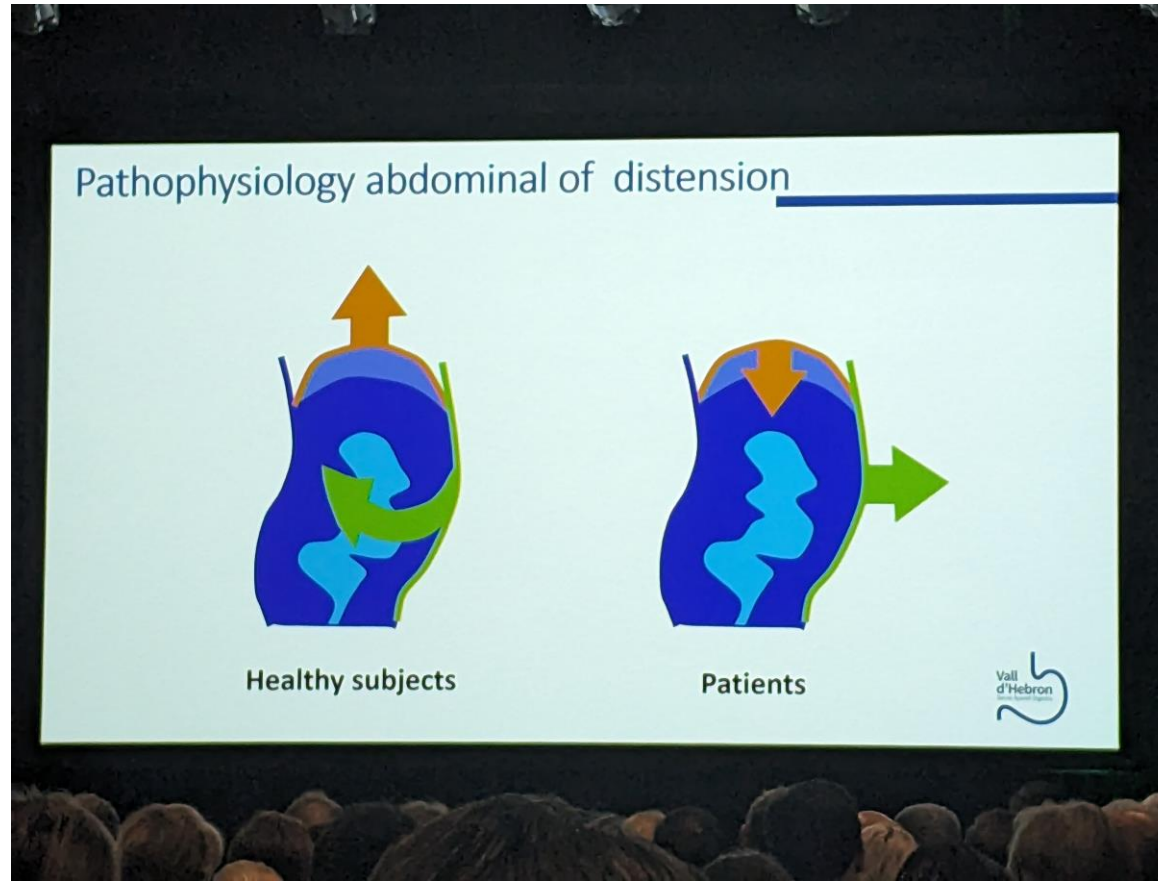 Pathophysiology abdominal of distension
Healthy subjects
Patients
Vall
d'Hebron